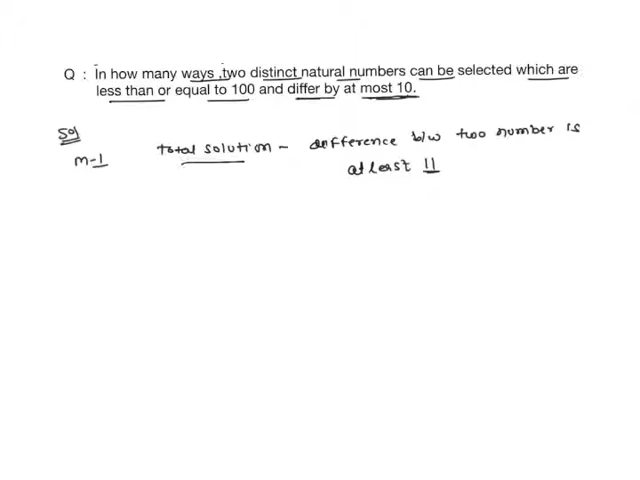 Q : In how many ways ,two distinct natural numbers can be selected which are
less than or equal to 100 and differ by at most 10.
Sol
M-1 total solution - difference b/w two number is
at least 11